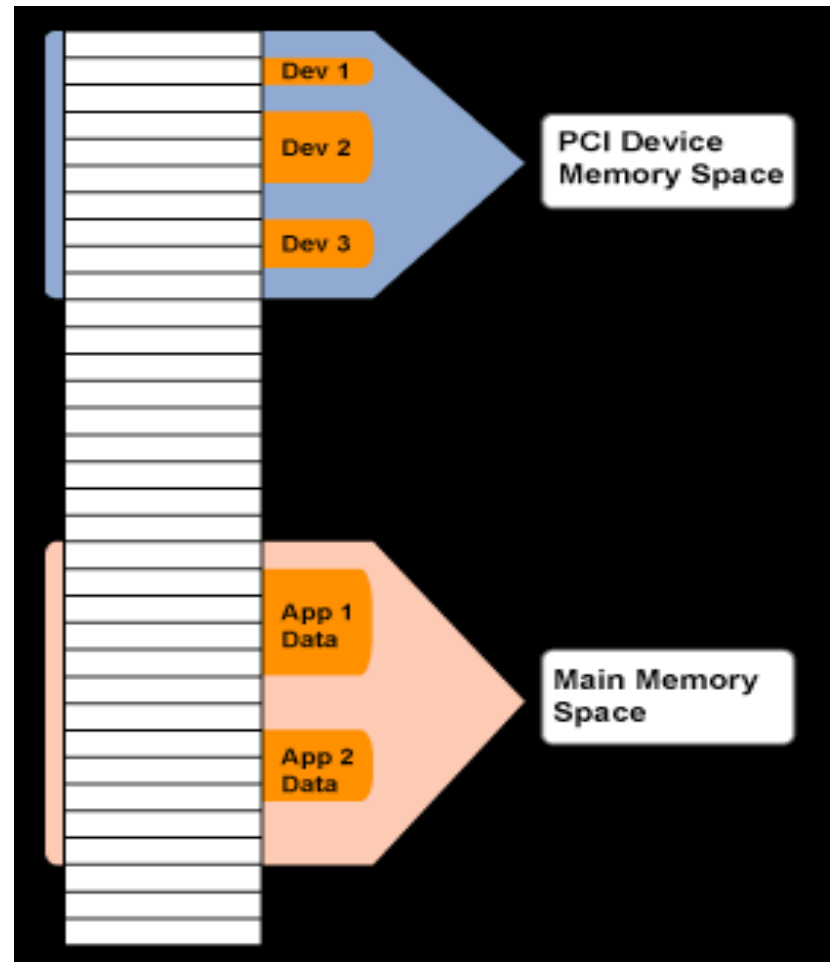 Dev 1
Dev 2
Dev 3
PCI Device
Memory Space
App 1
Data
App 2
Data
Main Memory
Space